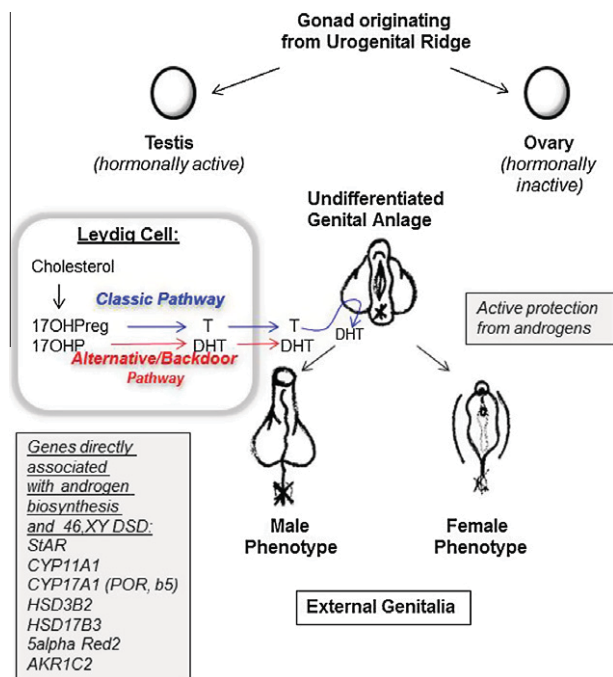 Gonad originating
from Urogenital Ridge
Testis
(hormonally active)
Ovary
(hormonally
inactive)
Undifferentiated
Genital Anlage
Leydig Cell:
Cholesterol
Classic Pathway
17OHPreg
T
T
DHT
17OHP
DHT
DHT
Alternative/Backdoor
Pathway
Active protection
from androgens
Genes directly
associated
with androgen
biosynthesis
and 46,XY DSD:
StAR
CYP11A1
CYP17A1 (POR, b5)
HSD3B2
HSD17B3
5alpha Red2
AKR1C2
Male
Phenotype
Female
Phenotype
External Genitalia